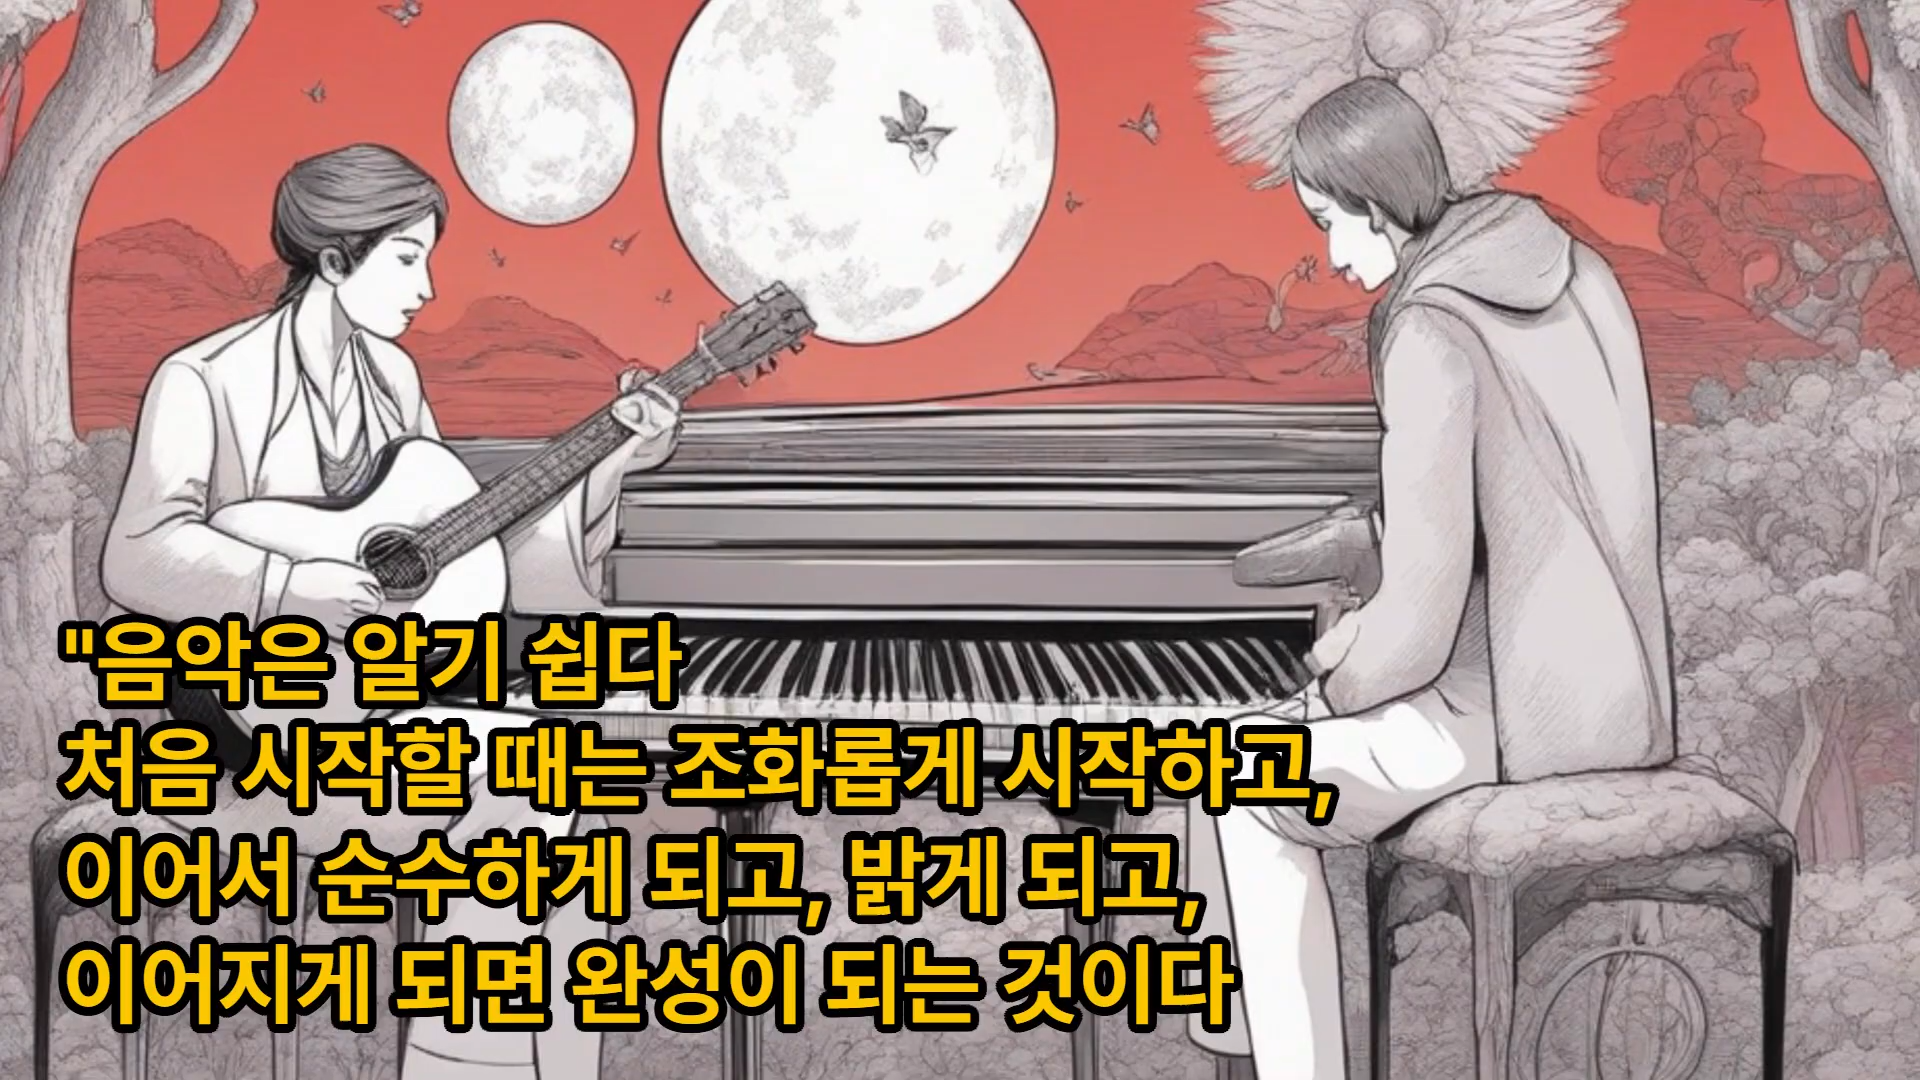 "음악은 알기 쉽다
처음 시작할 때는 조화롭게 시작하고,
이어서 순수하게 되고, 밝게 되고,
이어지게 되면 완성이 되는 것이다